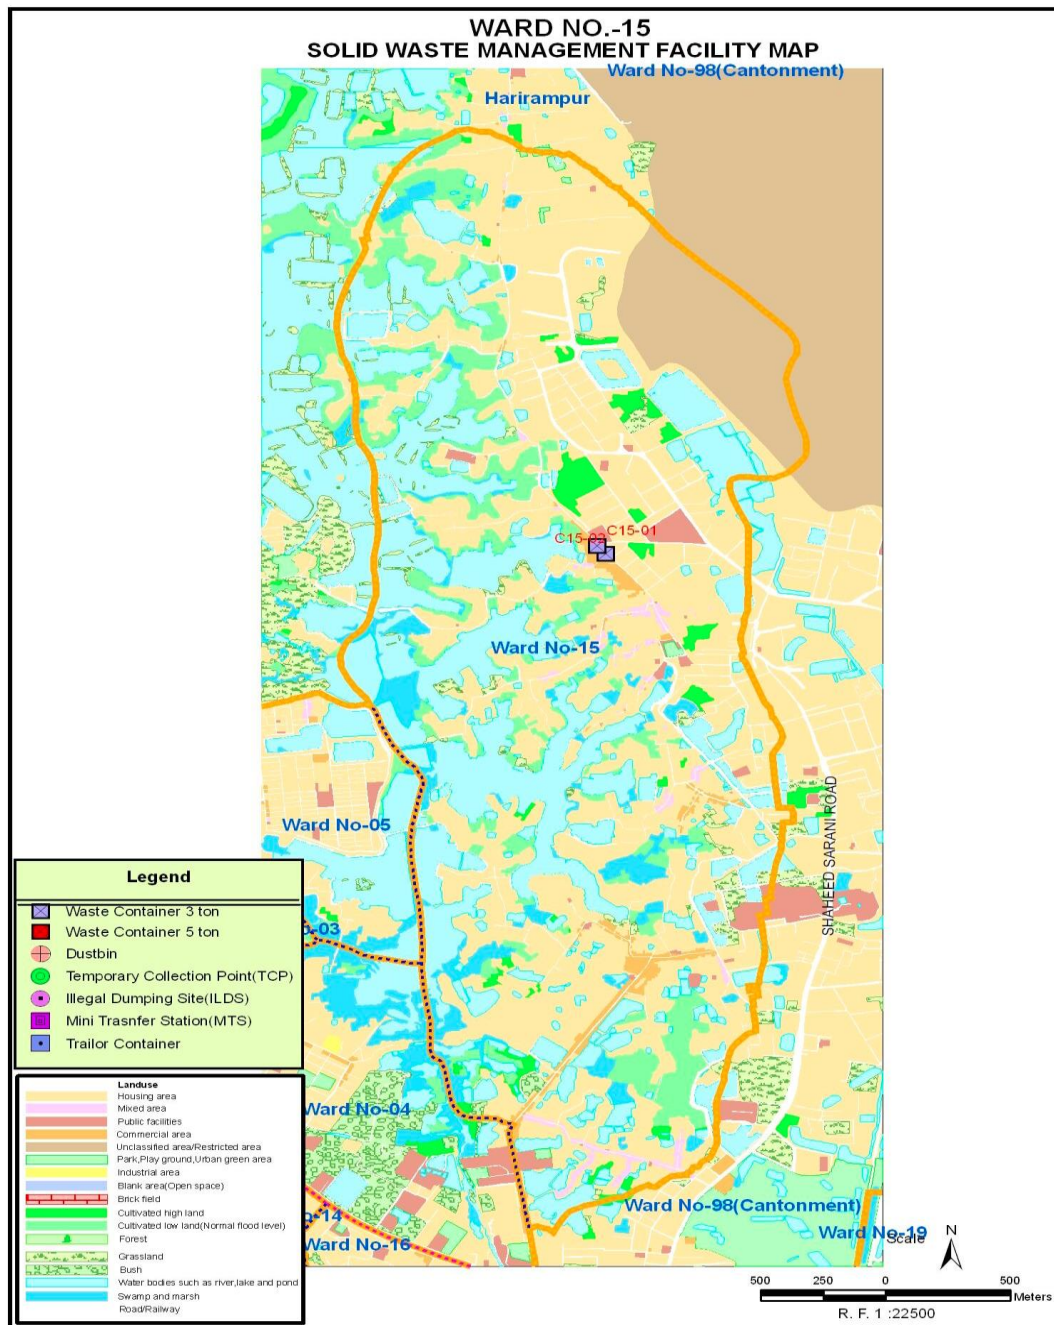 WARD NO.-15
SOLID WASTE MANAGEMENT FACILITY MAP
Ward No-98(Cantonment)
Harirampur
C15-01
C15-02
Ward No-15
SHAHEED SARANI ROAD
Ward No-05
Legend
Waste Container 3 ton
Waste Container 5 ton
Dustbin
Temporary Collection Point(TCP)
Illegal Dumping Site(ILDS)
Mini Trasnfer Station(MTS)
Trailor Container
o-03
Landuse
Housing area
Mixed area
Public facilities
Commercial area
Unclassified area/Restricted area
Park,Play ground,Urban green area
Industrial area
Blank area(Open space)
Brick field
Cultivated high land
Cultivated low land(Normal flood level)
Forest
Grassland
Bush
Water bodies such as river,lake and pond
Swamp and marsh
Road/Railway
Ward No-04
o-14
Ward No-16
Ward No-98(Cantonment)
Ward No-19
Scale
N
500 250 0 500
Meters
R. F. 1 :22500